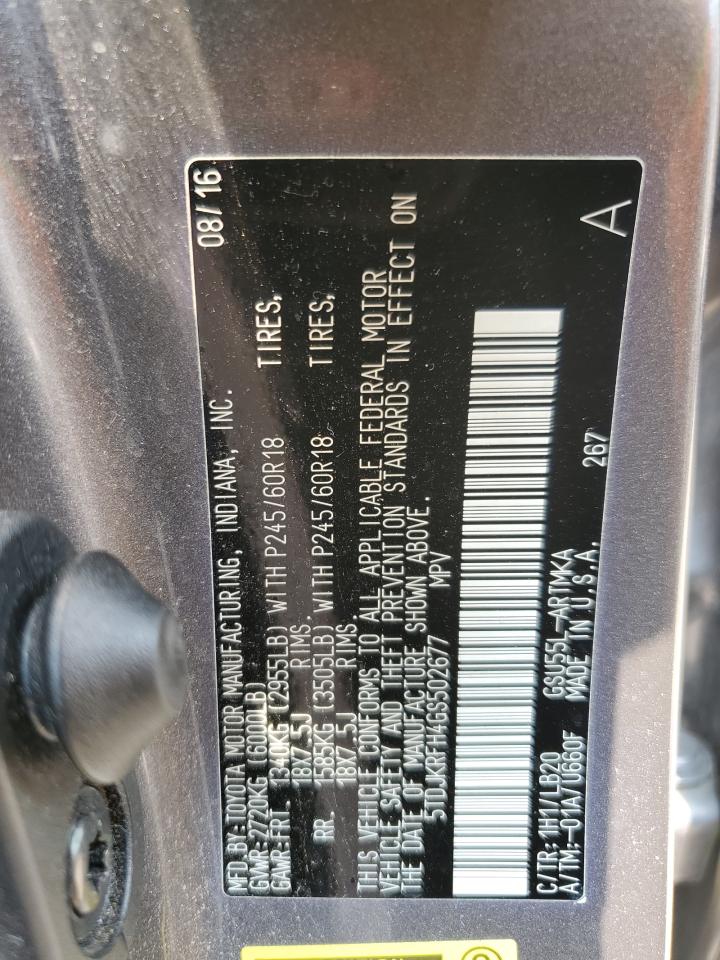 MFD.BY:TOYOTA MOTOR MANUFACTURING, INDIANA, INC. 08/16
GVWR:2720KG (6000LB)
GAWR:FRT. 1340KG (2955LB) WITH P245/60R18 TIRES,
18X7.5J RIMS
RR. 1585KG (3505LB) WITH P245/60R18 TIRES,
18X7.5J RIMS
THIS VEHICLE CONFORMS TO ALL APPLICABLE FEDERAL MOTOR
VEHICLE SAFETY AND THEFT PREVENTION STANDARDS IN EFFECT ON
THE DATE OF MANUFACTURE SHOWN ABOVE.
5TDJKRFH4GS502677 MPV
C/TR:1H1/LB20 GSU55L-ARTMKA 267 A
A/TM:-01A/U660F MADE IN U.S.A.